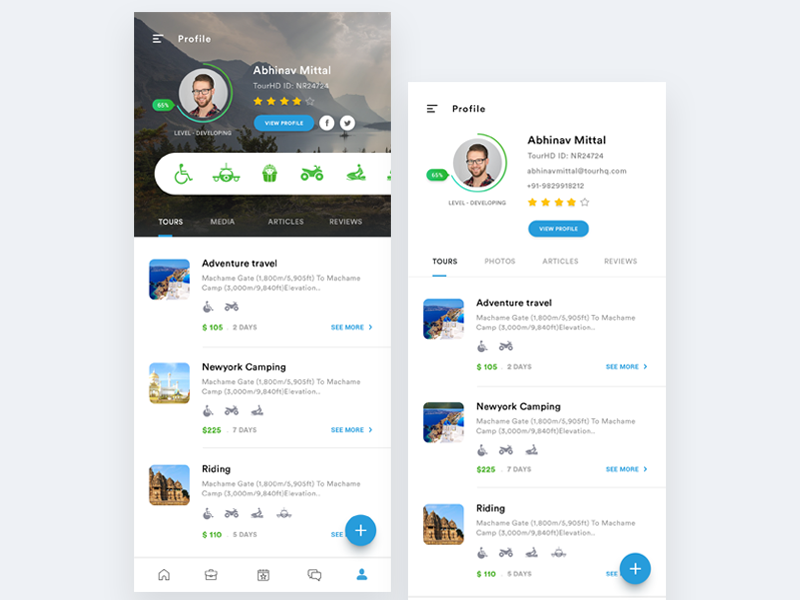 Profile
Abhinav Mittal
TourHD ID: NR24724
65%
VIEW PROFILE
f
LEVEL - DEVELOPING
TOURS MEDIA ARTICLES REVIEWS
Adventure travel
Machame Gate (1,800m/5,905ft) To Machame
Camp (3,000m/9,840ft)Elevation..
$ 105 . 2 DAYS SEE MORE
Newyork Camping
Machame Gate (1,800m/5,905ft) To Machame
Camp (3,000m/9,840ft)Elevation..
$225 . 7 DAYS SEE MORE
Riding
Machame Gate (1,800m/5,905ft) To Machame
Camp (3,000m/9,840ft)Elevation..
$ 110 . 5 DAYS SEE
Profile
Abhinav Mittal
TourHD ID: NR24724
abhinavmittal@tourhq.com
65%
+91-9829918212
LEVEL - DEVELOPING
VIEW PROFILE
TOURS PHOTOS ARTICLES REVIEWS
Adventure travel
Machame Gate (1,800m/5,905ft) To Machame
Camp (3,000m/9,840ft)Elevation..
$ 105 . 2 DAYS SEE MORE
Newyork Camping
Machame Gate (1,800m/5,905ft) To Machame
Camp (3,000m/9,840ft)Elevation..
$225 . 7 DAYS SEE MORE
Riding
Machame Gate (1,800m/5,905ft) To Machame
Camp (3,000m/9,840ft)Elevation..
$ 110 . 5 DAYS SEE